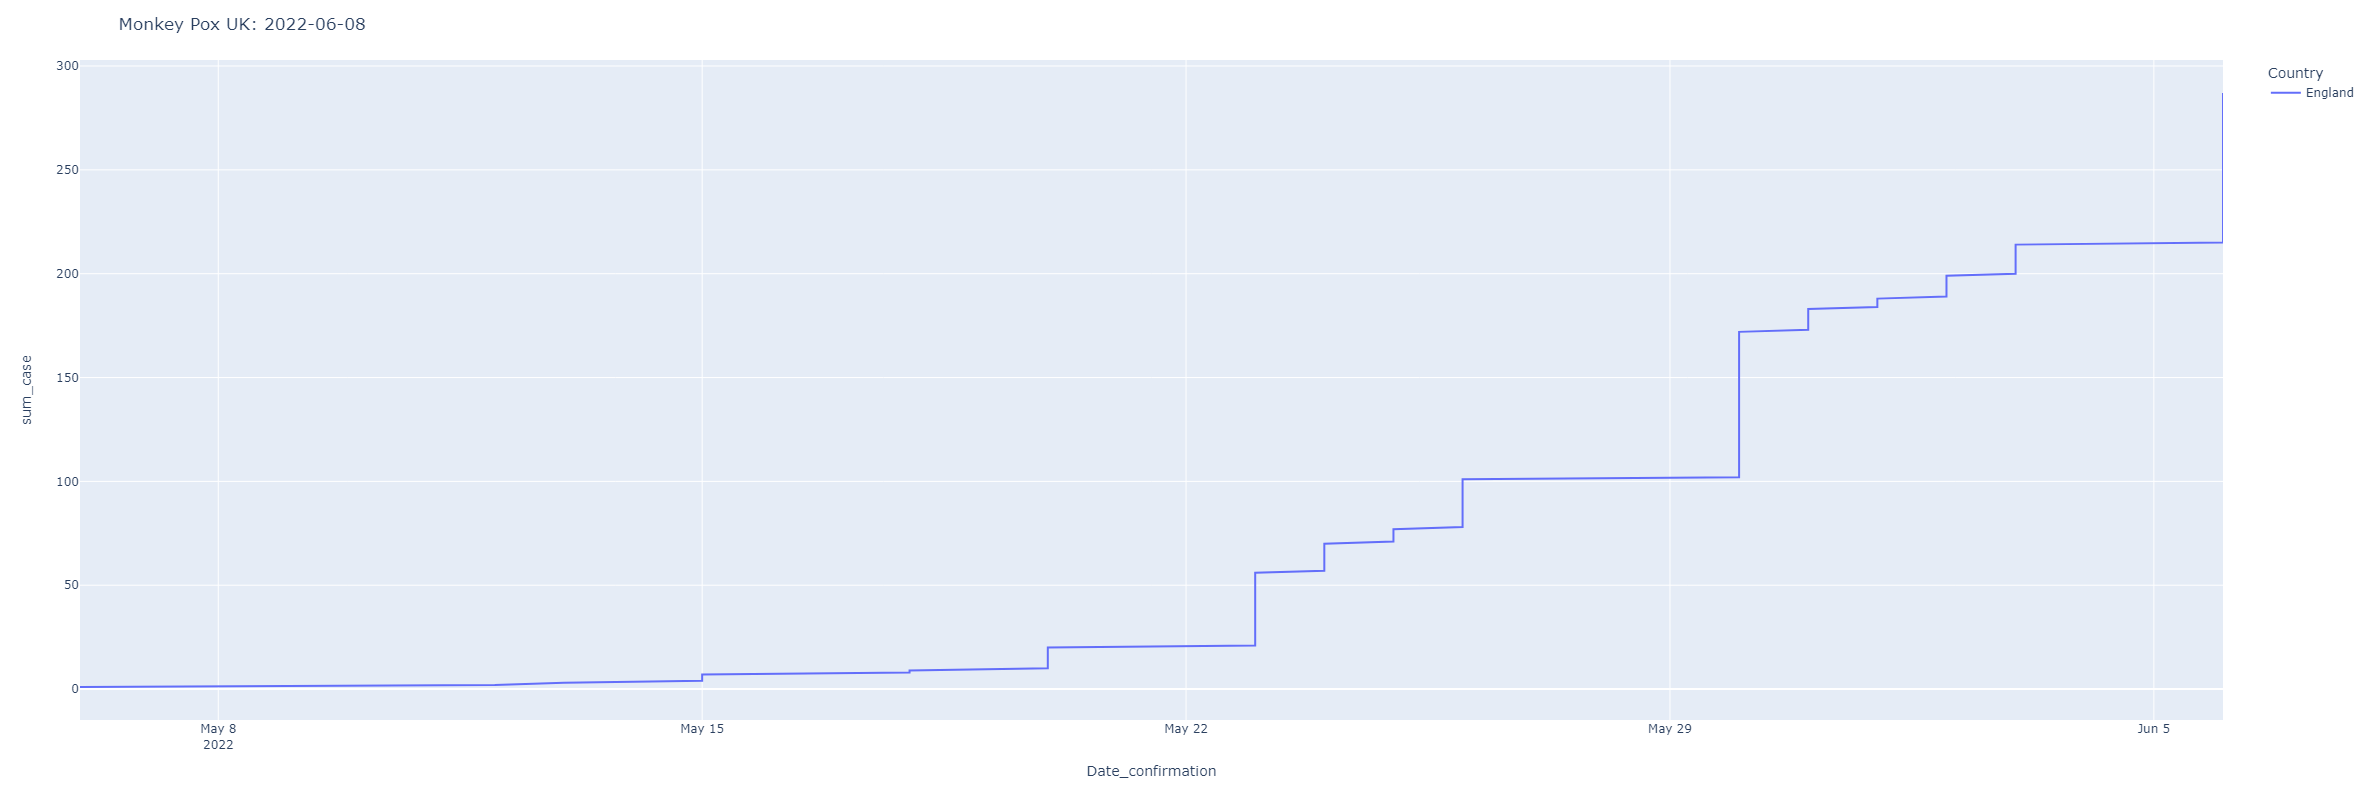 Monkey Pox UK: 2022-06-08
300
250
200
150
100
50
0
sum_case
May 8
2022
May 15
May 22
May 29
Jun 5
Date_confirmation
Country
England